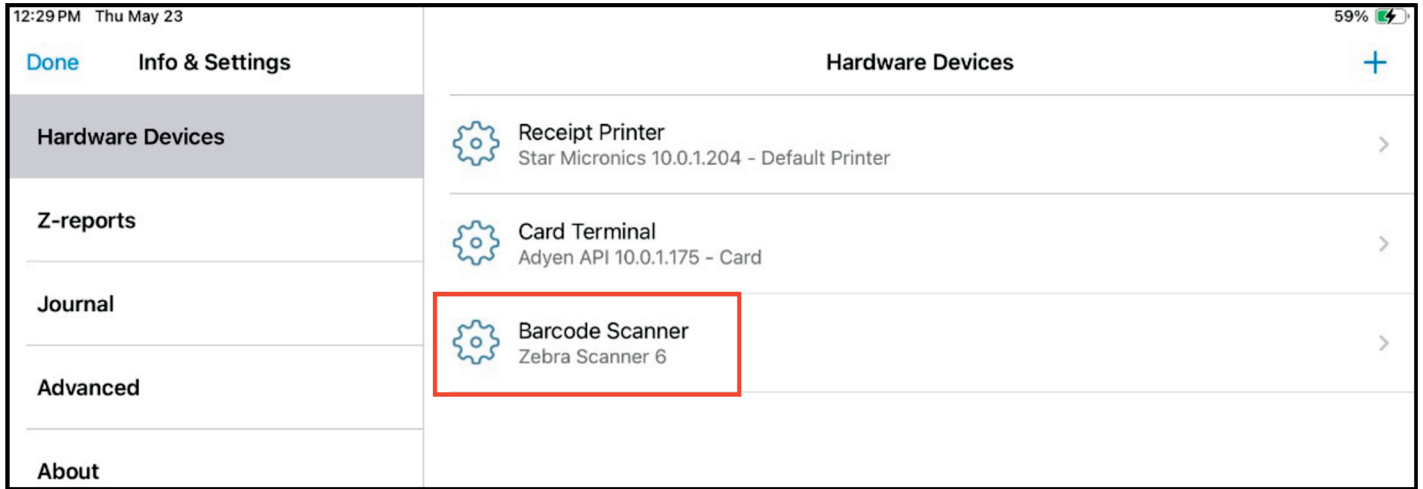 12:29 PM Thu May 23
59%
Done
Info & Settings
Hardware Devices
Z-reports
Journal
Advanced
About
Hardware Devices
+
Receipt Printer
Star Micronics 10.0.1.204 - Default Printer
Card Terminal
Adyen API 10.0.1.175 - Card
Barcode Scanner
Zebra Scanner 6